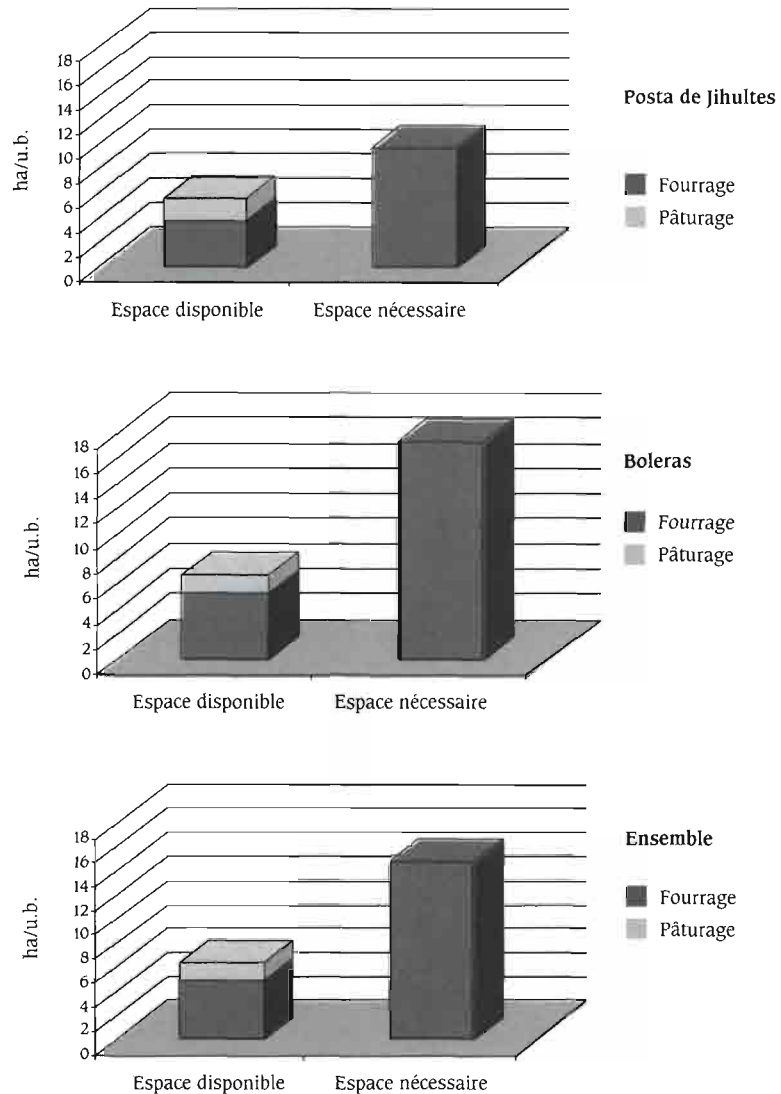 Posta de Jihultes
ha/u.b.
18
16
14
12
10
8
6
4
2
0
Fourrage
Pâturage
Espace disponible Espace nécessaire
Boleras
ha/u.b.
18
16
14
12
10
8
6
4
2
0
Fourrage
Pâturage
Espace disponible Espace nécessaire
Ensemble
ha/u.b.
18
16
14
12
10
8
6
4
2
0
Fourrage
Pâturage
Espace disponible Espace nécessaire